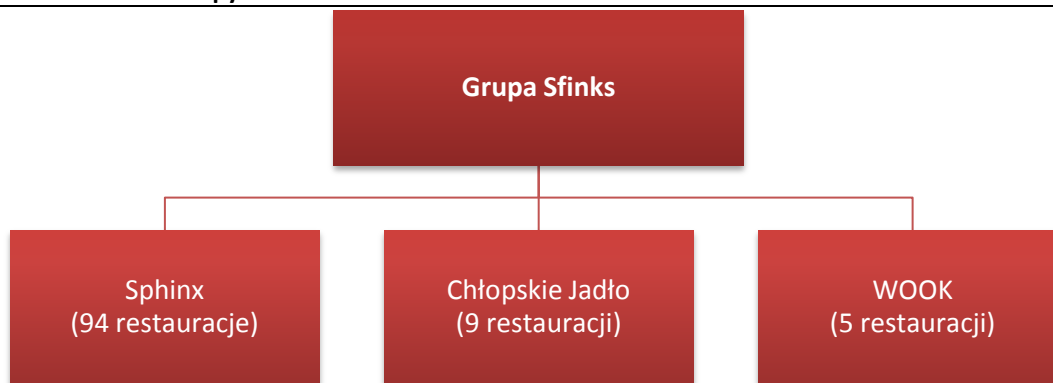 Grupa Sfinks
Sphinx
(94 restauracje)
Chłopskie Jadło
(9 restauracji)
WOOK
(5 restauracji)